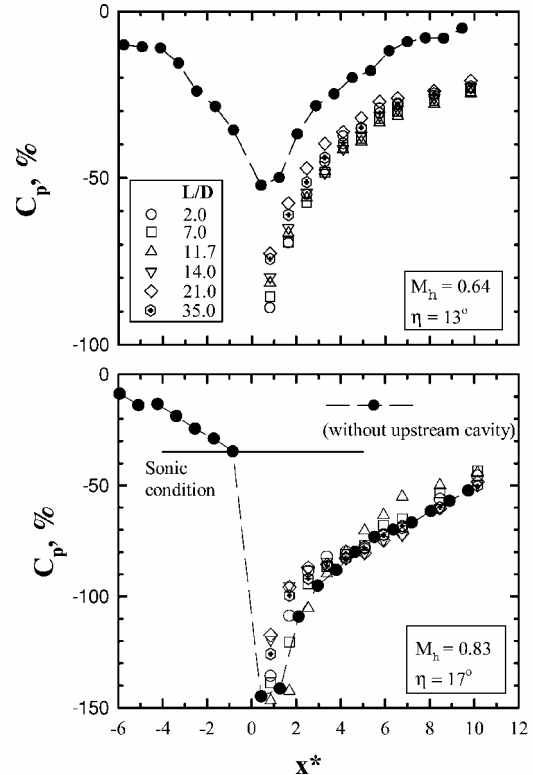 0
-50
-100
C_p, %
L/D
2.0
7.0
11.7
14.0
21.0
35.0
M_h = 0.64
η = 13°
0
-50
-100
-150
C_p, %
(without upstream cavity)
Sonic
condition
M_h = 0.83
η = 17°
-6 -4 -2 0 2 4 6 8 10 12
x*